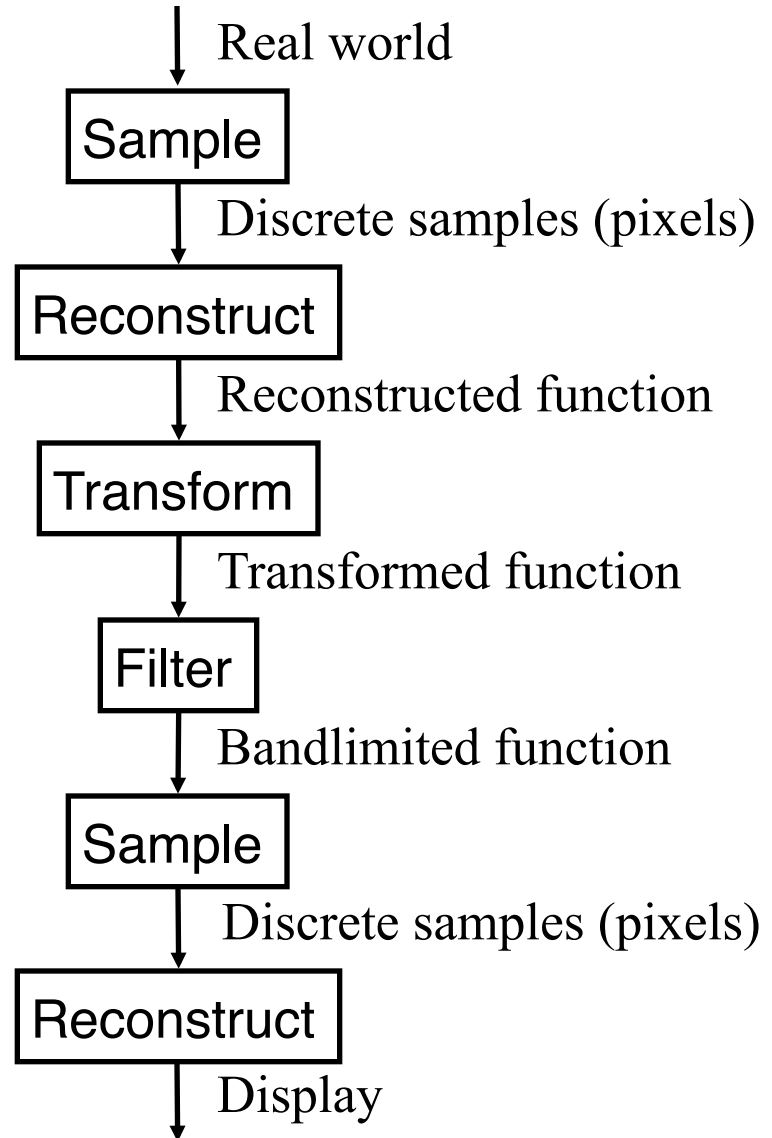 Real world
Sample
Discrete samples (pixels)
Reconstruct
Reconstructed function
Transform
Transformed function
Filter
Bandlimited function
Sample
Discrete samples (pixels)
Reconstruct
Display